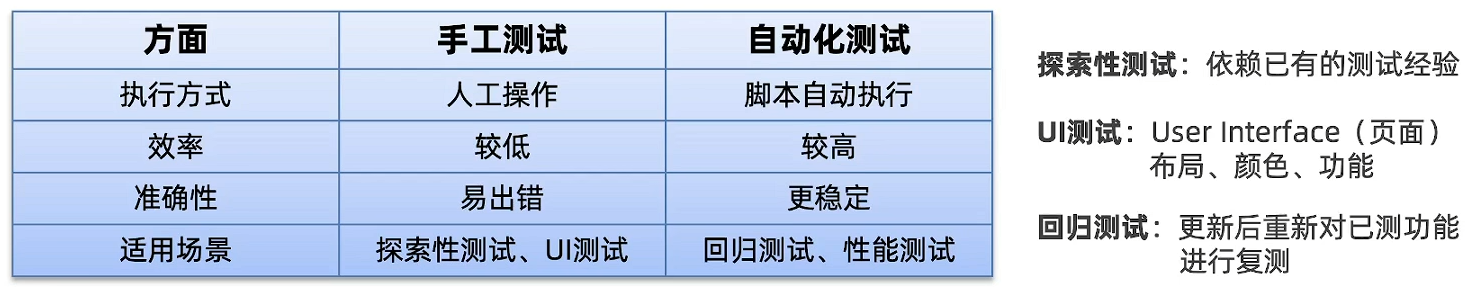 方面 手工测试 自动化测试
执行方式 人工操作 脚本自动执行
效率 较低 较高
准确性 易出错 更稳定
适用场景 探索性测试、UI测试 回归测试、性能测试
探索性测试：依赖已有的测试经验
UI测试：User Interface（页面）
布局、颜色、功能
回归测试：更新后重新对已测功能
进行复测